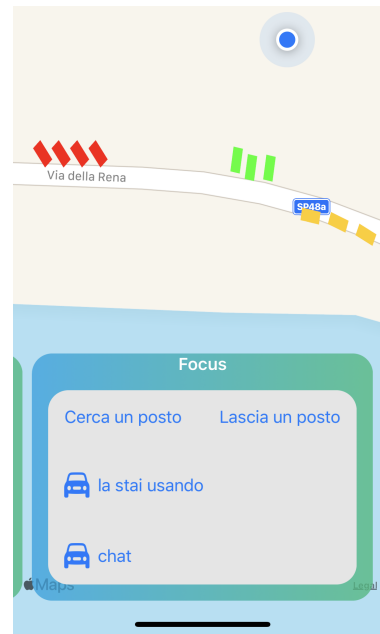 Via della Rena
SP48a
Focus
Cerca un posto
Lascia un posto
la stai usando
chat
Maps
Legal